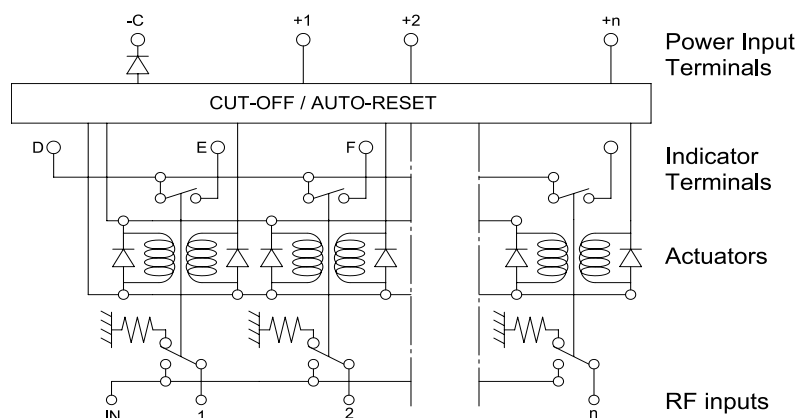 -C +1 +2 +n
Power Input
Terminals
CUT-OFF / AUTO-RESET
D E F
Indicator
Terminals
Actuators
IN 1 2 n
RF inputs